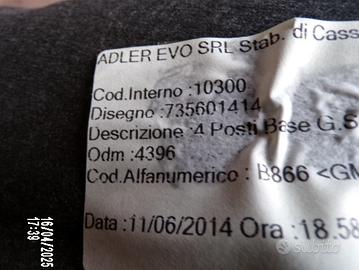 ADLER EVO SRL Stab. di Cass
Cod.Interno :10300
Disegno :735601414
Descrizione :4 Posti Base G.S
Odm :4396
Cod.Alfanumerico : B866 <GM
Data :11/06/2014 Ora :18.58
16/04/2025
17:39
subito